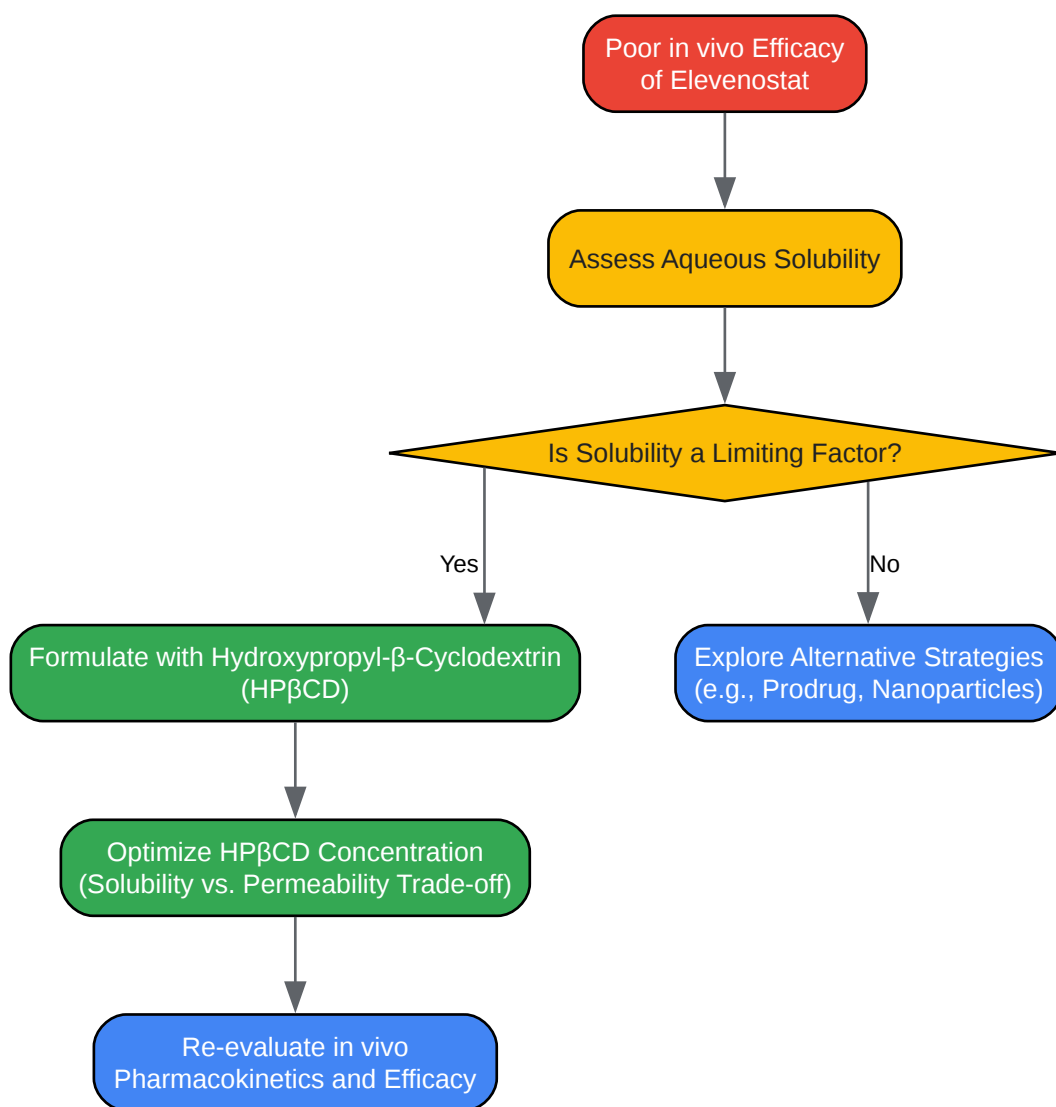 Poor in vivo Efficacy
of Elevenostat
Assess Aqueous Solubility
Is Solubility a Limiting Factor?
Yes
No
Formulate with Hydroxypropyl-β-Cyclodextrin
(HPβCD)
Explore Alternative Strategies
(e.g., Prodrug, Nanoparticles)
Optimize HPβCD Concentration
(Solubility vs. Permeability Trade-off)
Re-evaluate in vivo
Pharmacokinetics and Efficacy